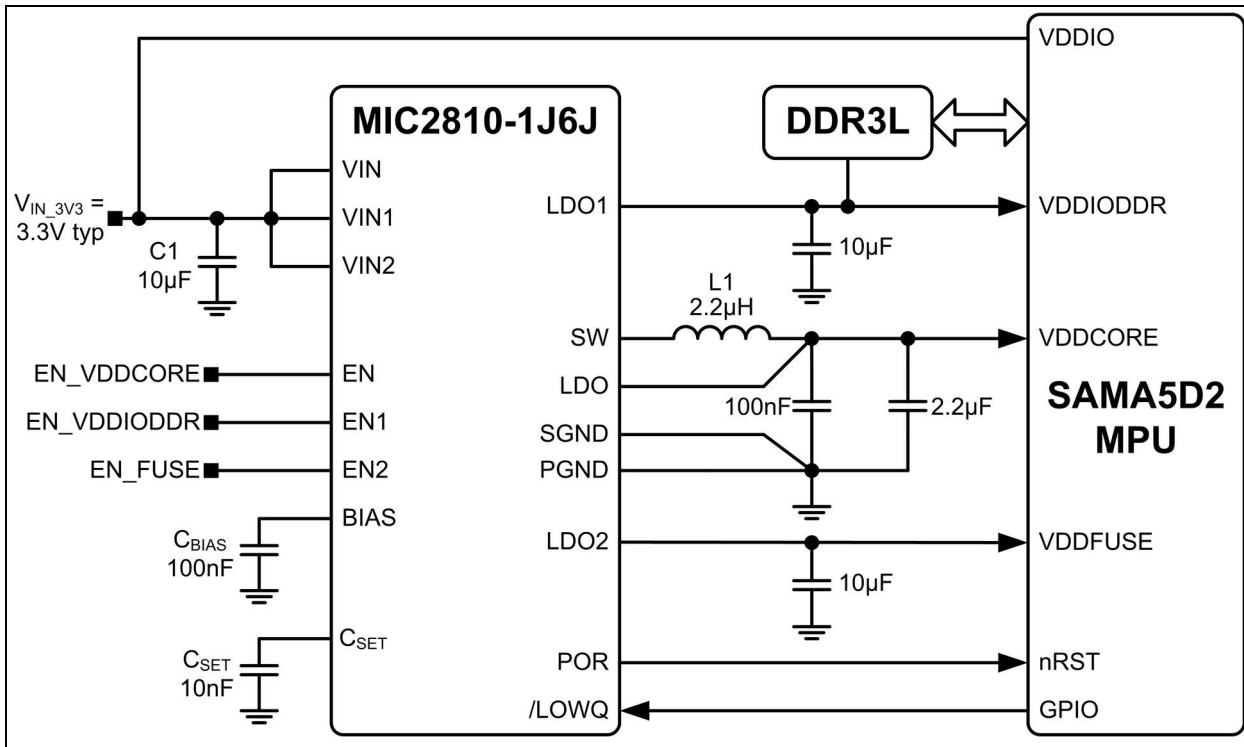 VDDIO
MIC2810-1J6J
DDR3L
VIN
V_IN_3V3 =
3.3V typ
VIN1
LDO1
VDDIODDR
C1
10µF
VIN2
10µF
L1
2.2µH
SW
VDDCORE
EN_VDDCORE
EN
LDO
100nF
2.2µF
SAMA5D2
MPU
EN_VDDIODDR
EN1
SGND
EN_FUSE
EN2
PGND
BIAS
C_BIAS
100nF
LDO2
VDDFUSE
10µF
C_SET
C_SET
10nF
POR
nRST
/LOWQ
GPIO